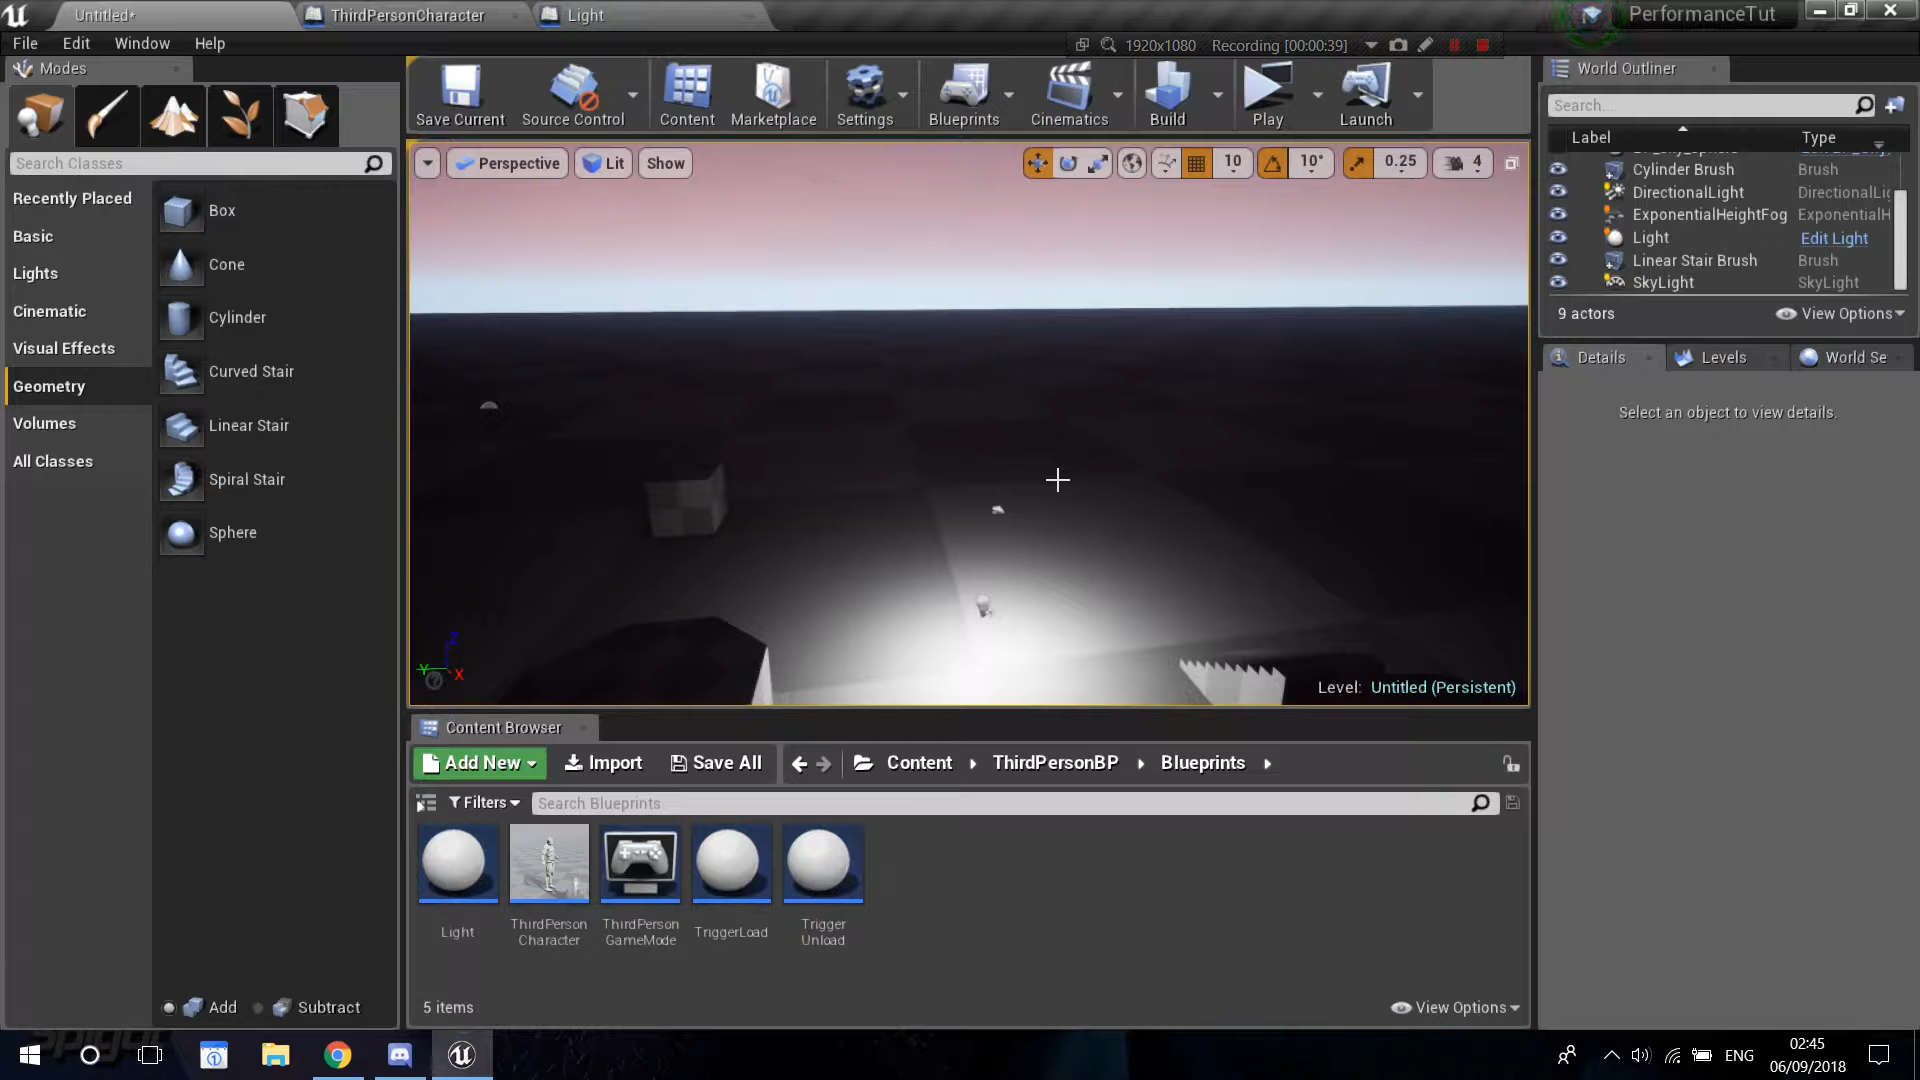 Untitled*
ThirdPersonCharacter
Light
PerformanceTut
File
Edit
Window
Help
1920x1080
Recording [00:00:39]
Modes
Search Classes
Recently Placed
Basic
Lights
Cinematic
Visual Effects
Geometry
Volumes
All Classes
Box
Cone
Cylinder
Curved Stair
Linear Stair
Spiral Stair
Sphere
Add
Subtract
Save Current
Source Control
Content
Marketplace
Settings
Blueprints
Cinematics
Build
Play
Launch
Perspective
Lit
Show
10
10°
0.25
4
Z
Y
X
Level: Untitled (Persistent)
World Outliner
Search...
Label
Type
Cylinder Brush Brush
DirectionalLight DirectionalLig
ExponentialHeightFog ExponentialH
Light Edit Light
Linear Stair Brush Brush
SkyLight SkyLight
9 actors
View Options
Details
Levels
World Se
Select an object to view details.
Content Browser
Add New
Import
Save All
Content
ThirdPersonBP
Blueprints
Filters
Search Blueprints
Light
ThirdPerson
Character
ThirdPerson
GameMode
TriggerLoad
Trigger
Unload
5 items
View Options
ENG
02:45
06/09/2018